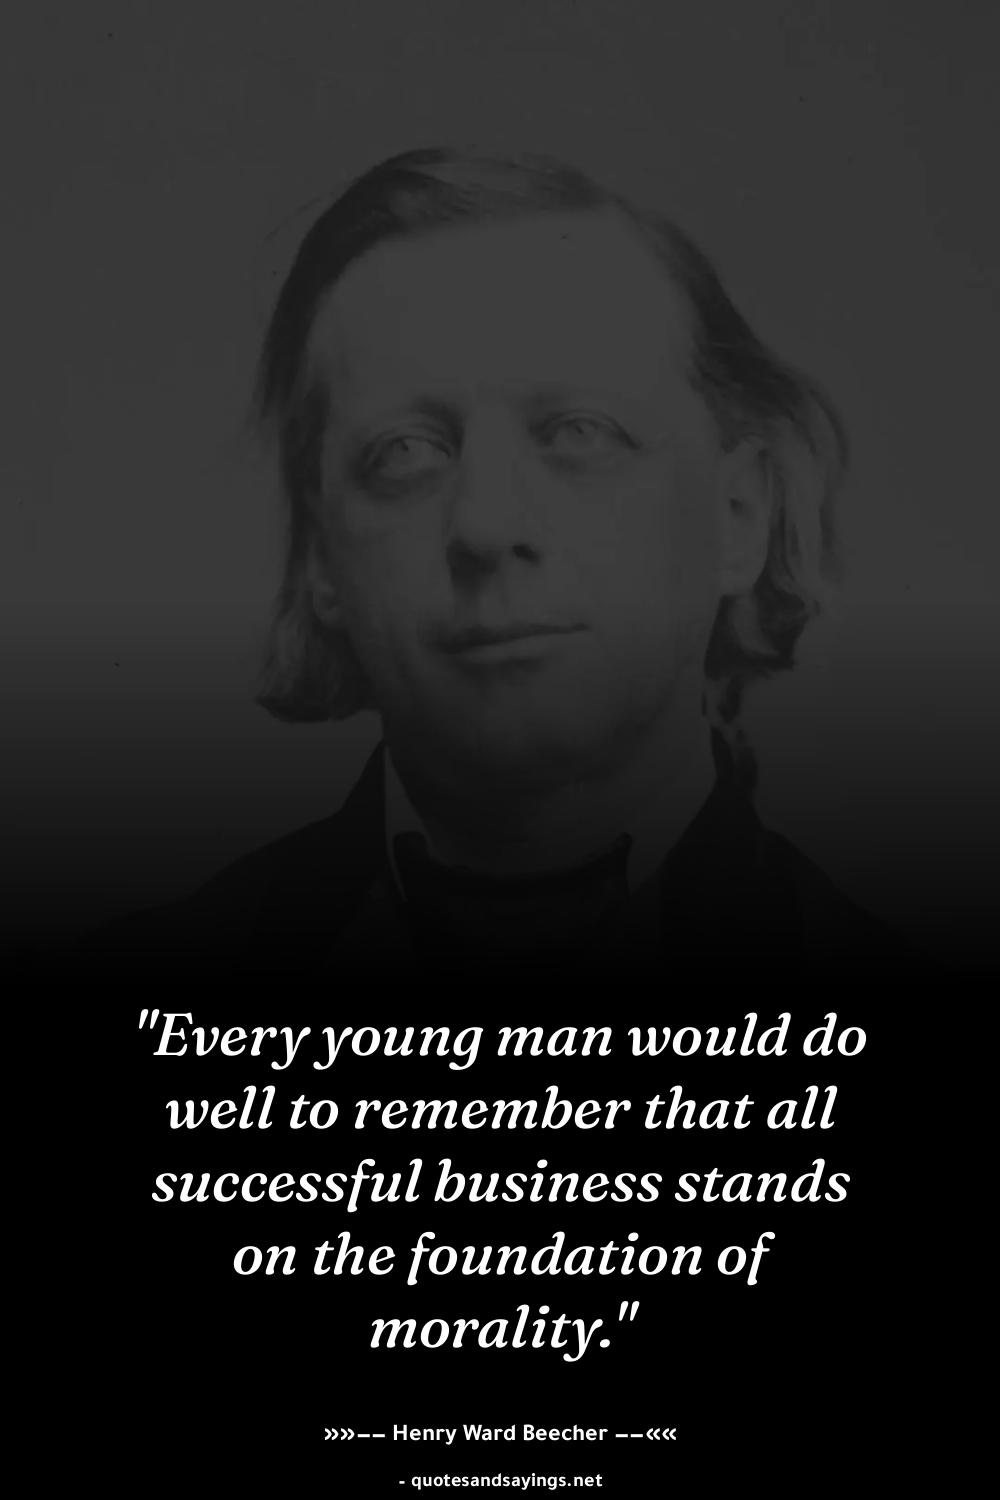 "Every young man would do
well to remember that all
successful business stands
on the foundation of
morality."
»»–– Henry Ward Beecher ––««
- quotesandsayings.net